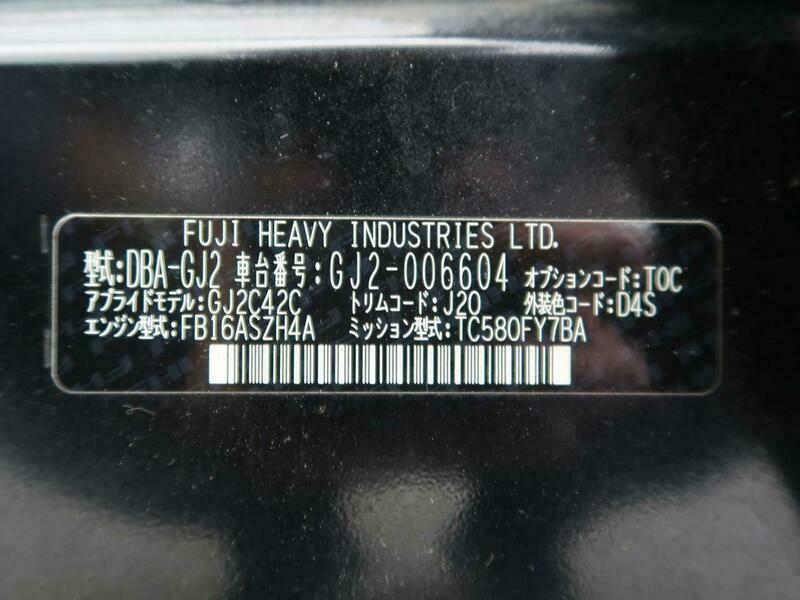 FUJI HEAVY INDUSTRIES LTD.
型式:DBA-GJ2 車台番号:GJ2-006604 オプションコード:TOC
アプライドモデル:GJ2C42C トリムコード:J20 外装色コード:D4S
エンジン型式:FB16ASZH4A ミッション型式:TC580FY7BA